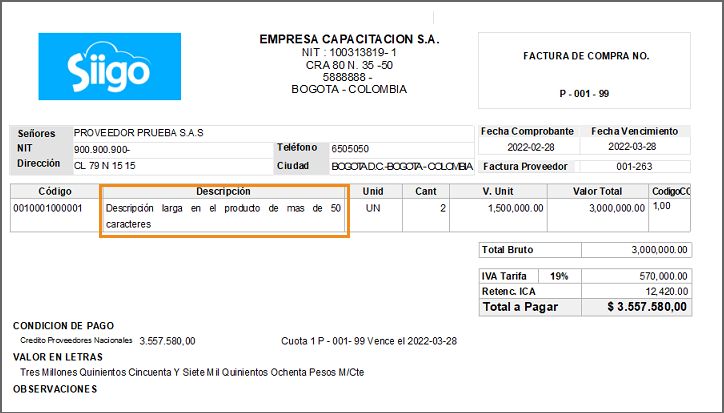 Siigo
EMPRESA CAPACITACION S.A.
NIT : 100313819- 1
CRA 80 N. 35 -50
5888888 -
BOGOTA - COLOMBIA
FACTURA DE COMPRA NO.
P - 001 - 99
Señores PROVEEDOR PRUEBA S.A.S
NIT 900.900.900- Teléfono 6505050
Dirección CL 79 N 15 15 Ciudad BOGOTA D.C. -BOGOTA - COLOMBIA
Fecha Comprobante Fecha Vencimiento
2022-02-28 2022-03-28
Factura Proveedor 001-263
Código Descripción Unid Cant V. Unit Valor Total CodigoCC
0010001000001 Descripción larga en el producto de mas de 50 UN 2 1,500,000.00 3,000,000.00 1,00
caracteres
Total Bruto 3,000,000.00
IVA Tarifa 19% 570,000.00
Retenc. ICA 12,420.00
Total a Pagar $ 3.557.580,00
CONDICION DE PAGO
Credito Proveedores Nacionales 3.557.580,00 Cuota 1 P - 001- 99 Vence el 2022-03-28
VALOR EN LETRAS
Tres Millones Quinientos Cincuenta Y Siete Mil Quinientos Ochenta Pesos M/Cte
OBSERVACIONES